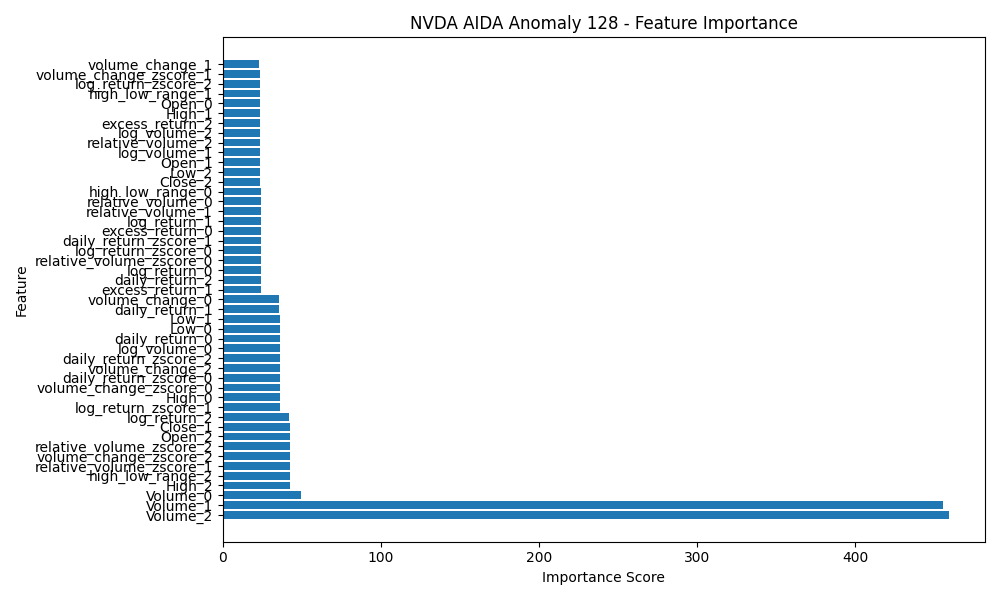 NVDA AIDA Anomaly 128 - Feature Importance
volume_change_1
volume_change_zscore_1
log_return_zscore_2
high_low_range_1
Open_0
High_1
excess_return_2
log_volume_2
relative_volume_2
log_volume_1
Open_1
Low_2
Close_2
high_low_range_0
relative_volume_0
relative_volume_1
log_return_1
excess_return_0
daily_return_zscore_1
log_return_zscore_0
relative_volume_zscore_0
log_return_0
daily_return_2
excess_return_1
volume_change_0
daily_return_1
Low_1
Low_0
daily_return_0
log_volume_0
daily_return_zscore_2
volume_change_2
daily_return_zscore_0
volume_change_zscore_0
High_0
log_return_zscore_1
log_return_2
Close_1
Open_2
relative_volume_zscore_2
volume_change_zscore_2
relative_volume_zscore_1
high_low_range_2
High_2
Volume_0
Volume_1
Volume_2
Feature
0 100 200 300 400
Importance Score